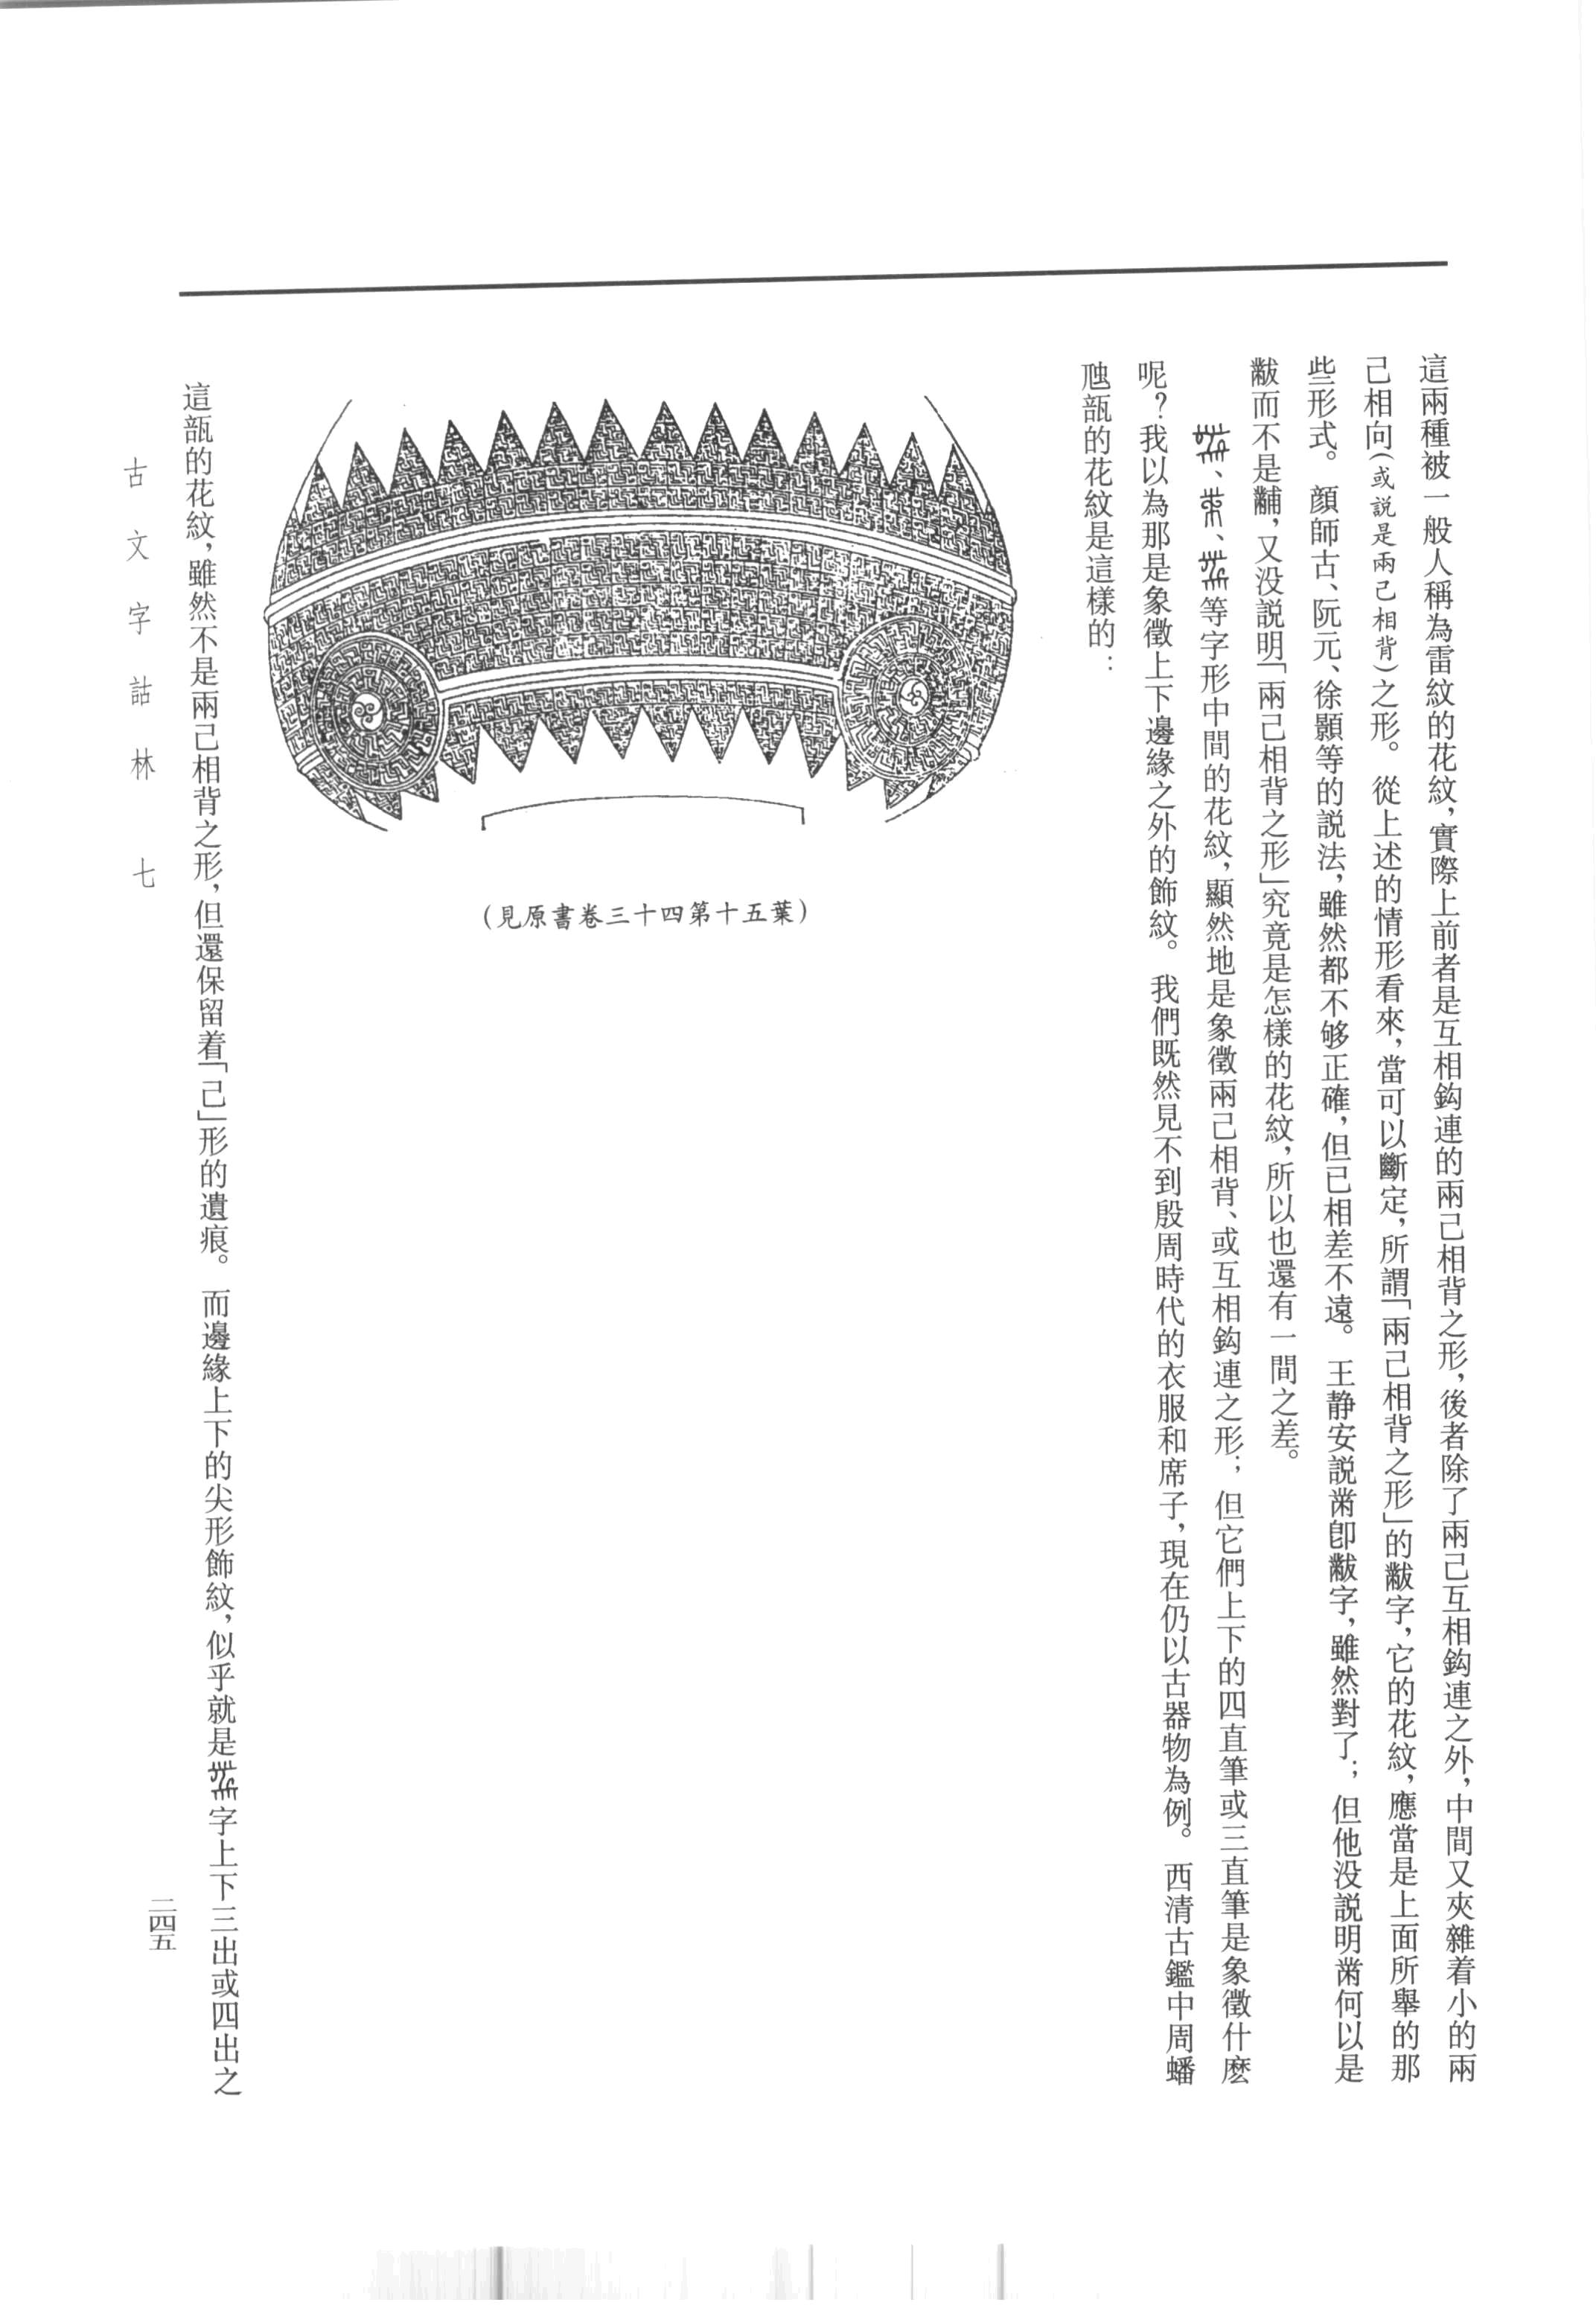 這兩種被一般人稱為雷紋的花紋，實際上前者是互相鈎連的兩己相背之形，後者除了兩己互相鈎連之外，中間又夾雜着小的兩
己相向（或説是兩己相背）之形。從上述的情形看來，當可以斷定，所謂「兩己相背之形」的黻字，它的花紋，應當是上面所舉的那
些形式。顔師古、阮元、徐顥等的説法，雖然都不够正確，但已相差不遠。王静安説黹卽黻字，雖然對了；但他没説明黹何以是
黻而不是黼，又没説明「兩己相背之形」究竟是怎樣的花紋，所以也還有一間之差。
、、等字形中間的花紋，顯然地是象徵兩己相背、或互相鈎連之形；但它們上下的四直筆或三直筆是象徵什麽
呢？我以為那是象徵上下邊緣之外的飾紋。我們既然見不到殷周時代的衣服和席子，現在仍以古器物為例。西清古鑑中周蟠
虺瓿的花紋是這樣的：
（見原書卷三十四第十五葉）
這瓿的花紋，雖然不是兩己相背之形，但還保留着「己」形的遺痕。而邊緣上下的尖形飾紋，似乎就是字上下三出或四出之
古文字詁林 七
二四五